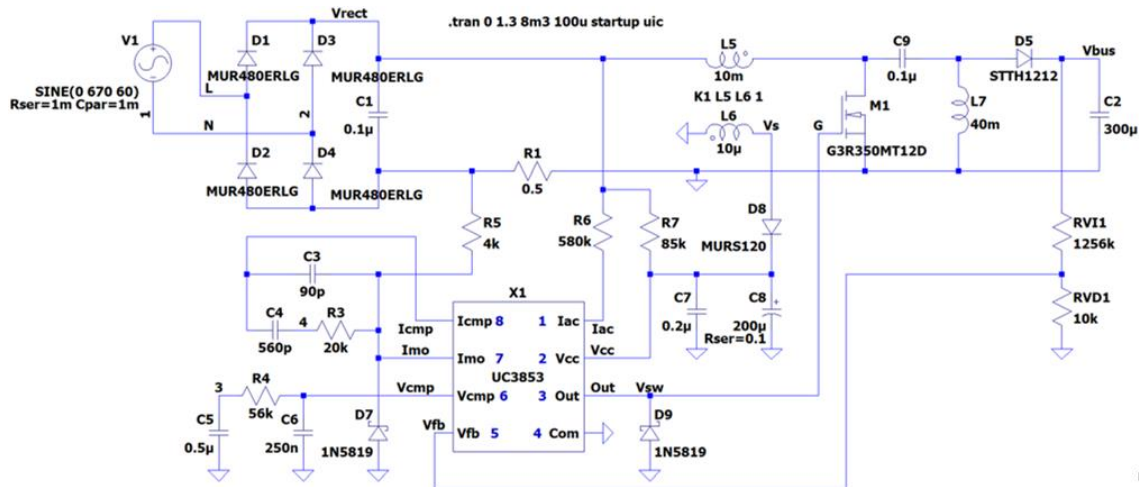 Vrect
.tran 0 1.3 8m3 100u startup uic
V1
D1
D3
L5
C9
D5
Vbus
MUR480ERLG
MUR480ERLG
10m
0.1µ
STTH1212
SINE(0 670 60)
Rser=1m Cpar=1m
L
C1
K1 L5 L6 1
M1
L7
C2
1
N
2
0.1µ
L6
Vs
G
40m
300µ
D2
D4
R1
10µ
G3R350MT12D
MUR480ERLG
MUR480ERLG
0.5
R5
R6
R7
D8
RVI1
4k
580k
85k
MURS120
1256k
C3
90p
X1
C4
4
R3
Icmp
Icmp 8
1 Iac
Iac
C7
C8
RVD1
560p
20k
0.2µ
200µ
10k
Imo
Imo 7
2 Vcc
Vcc
Rser=0.1
UC3853
3
R4
Vcmp
Vcmp 6
3 Out
Out
Vsw
C5
56k
C6
D7
Vfb
Vfb 5
4 Com
D9
0.5µ
250n
1N5819
1N5819